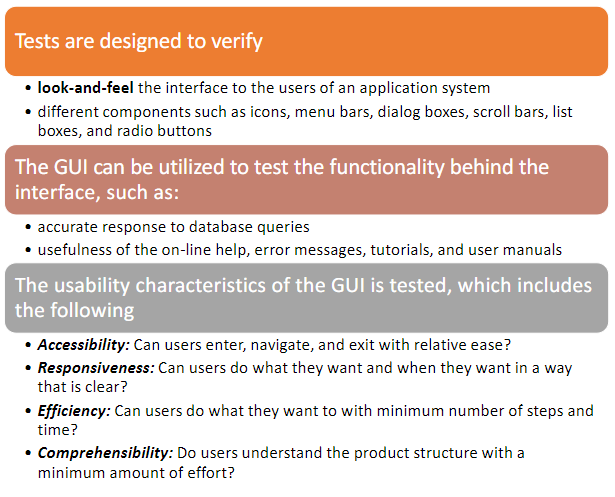 Tests are designed to verify
• look-and-feel the interface to the users of an application system
• different components such as icons, menu bars, dialog boxes, scroll bars, list
boxes, and radio buttons
The GUI can be utilized to test the functionality behind the
interface, such as:
• accurate response to database queries
• usefulness of the on-line help, error messages, tutorials, and user manuals
The usability characteristics of the GUI is tested, which includes
the following
• Accessibility: Can users enter, navigate, and exit with relative ease?
• Responsiveness: Can users do what they want and when they want in a way
that is clear?
• Efficiency: Can users do what they want to with minimum number of steps and
time?
• Comprehensibility: Do users understand the product structure with a
minimum amount of effort?